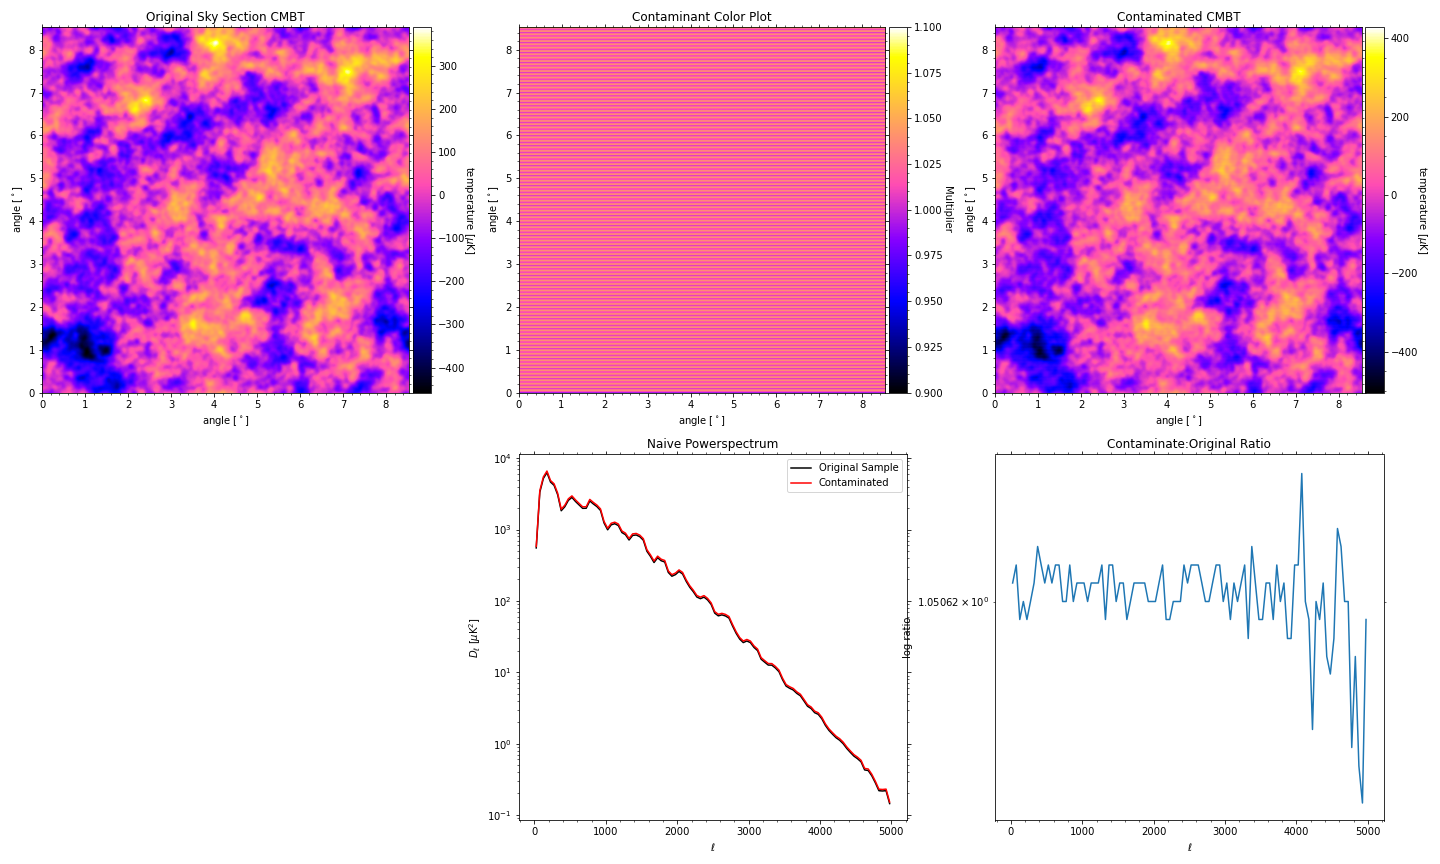 Original Sky Section CMBT
8
7
6
5
4
3
2
1
0
angle [°]
0 1 2 3 4 5 6 7 8
angle [°]
300
200
100
0
−100
−200
−300
−400
temperature [μK]
Contaminant Color Plot
8
7
6
5
4
3
2
1
0
angle [°]
0 1 2 3 4 5 6 7 8
angle [°]
1.100
1.075
1.050
1.025
1.000
0.975
0.950
0.925
0.900
Multiplier
Contaminated CMBT
8
7
6
5
4
3
2
1
0
angle [°]
0 1 2 3 4 5 6 7 8
angle [°]
400
200
0
−200
−400
temperature [μK]
Naive Powerspectrum
Original Sample
Contaminated
10⁴
10³
10²
10¹
10⁰
10⁻¹
Dℓ [μK²]
0 1000 2000 3000 4000 5000
ℓ
Contaminate:Original Ratio
1.05062 × 10⁰
log ratio
0 1000 2000 3000 4000 5000
ℓ